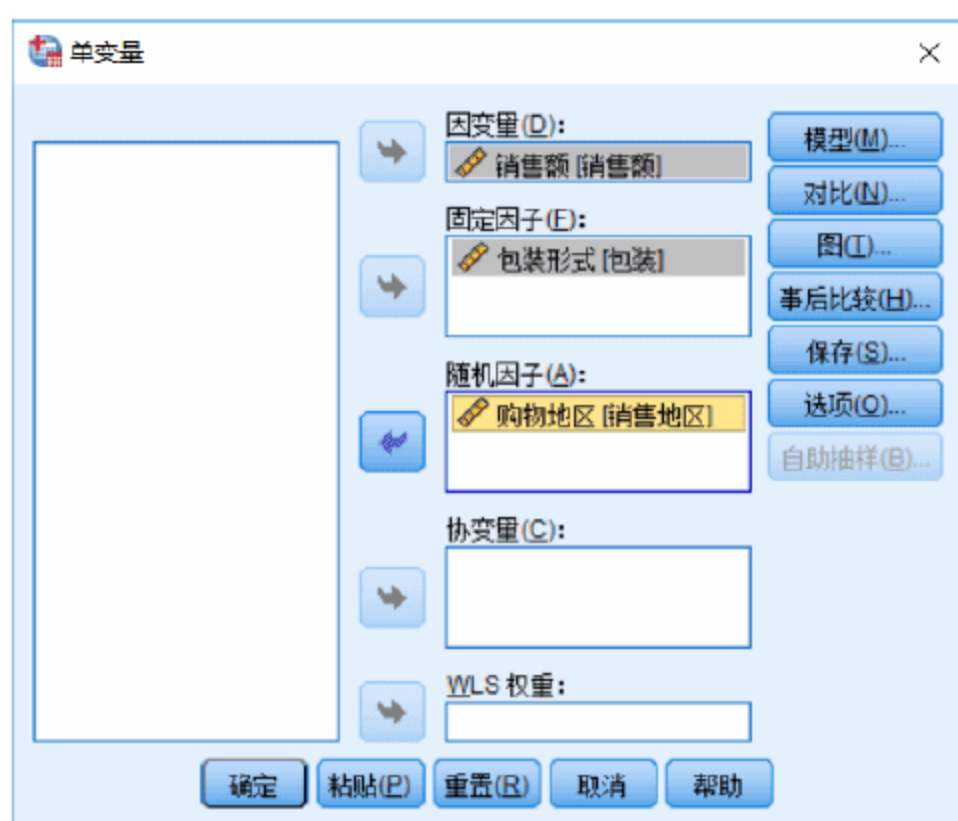 单变量
因变量(D):
销售额 [销售额]
固定因子(F):
包装形式 [包装]
随机因子(A):
购物地区 [销售地区]
协变量(C):
WLS 权重:
模型(M)...
对比(N)...
图(T)...
事后比较(H)...
保存(S)...
选项(O)...
自助抽样(B)...
确定 粘贴(P) 重置(R) 取消 帮助